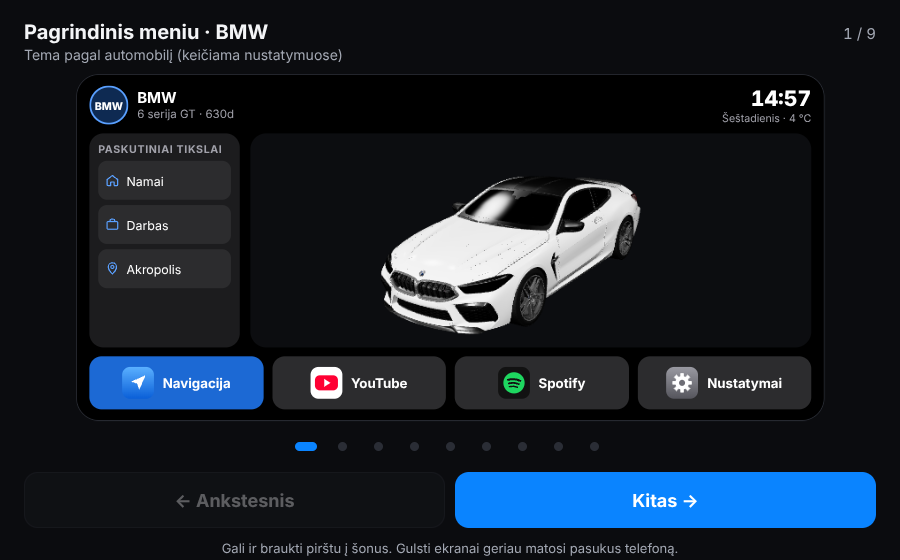 Pagrindinis meniu · BMW
1 / 9
Tema pagal automobilį (keičiama nustatymuose)
BMW
BMW
6 serija GT · 630d
14:57
Šeštadienis · 4 °C
PASKUTINIAI TIKSLAI
Namai
Darbas
Akropolis
Navigacija
YouTube
Spotify
Nustatymai
← Ankstesnis
Kitas →
Gali ir braukti pirštu į šonus. Gulsti ekranai geriau matosi pasukus telefoną.